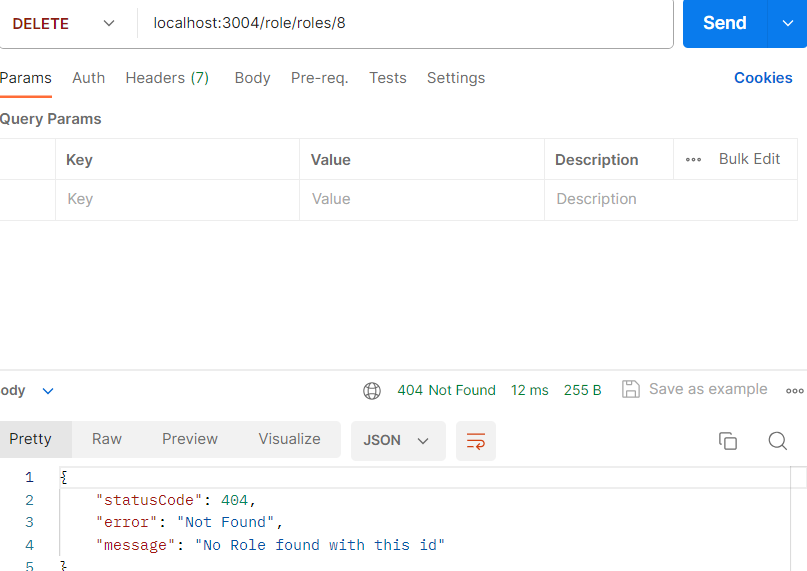 DELETE localhost:3004/role/roles/8 Send
Params Auth Headers (7) Body Pre-req. Tests Settings Cookies
Query Params
Key Value Description Bulk Edit
Key Value Description
ody 404 Not Found 12 ms 255 B Save as example
Pretty Raw Preview Visualize JSON
1 {
2 "statusCode": 404,
3 "error": "Not Found",
4 "message": "No Role found with this id"
5 }